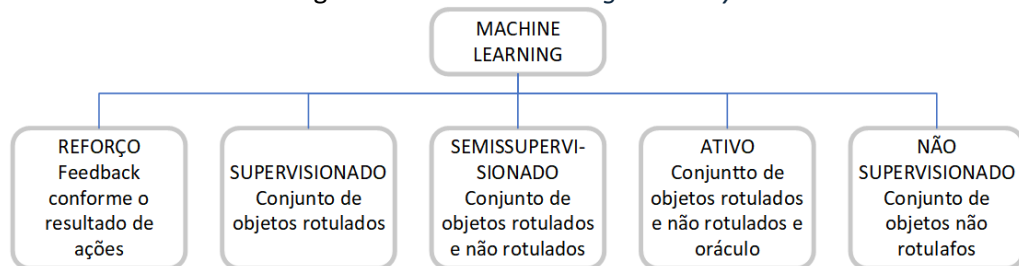 MACHINE
LEARNING
REFORÇO
Feedback
conforme o
resultado de
ações
SUPERVISIONADO
Conjunto de
objetos rotulados
SEMISSUPERVI-
SIONADO
Conjunto de
objetos rotulados
e não rotulados
ATIVO
Conjuntto de
objetos rotulados
e não rotulados e
oráculo
NÃO
SUPERVISIONADO
Conjunto de
objetos não
rotulafos